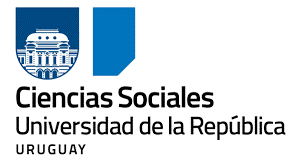 Ciencias Sociales
Universidad de la República
URUGUAY